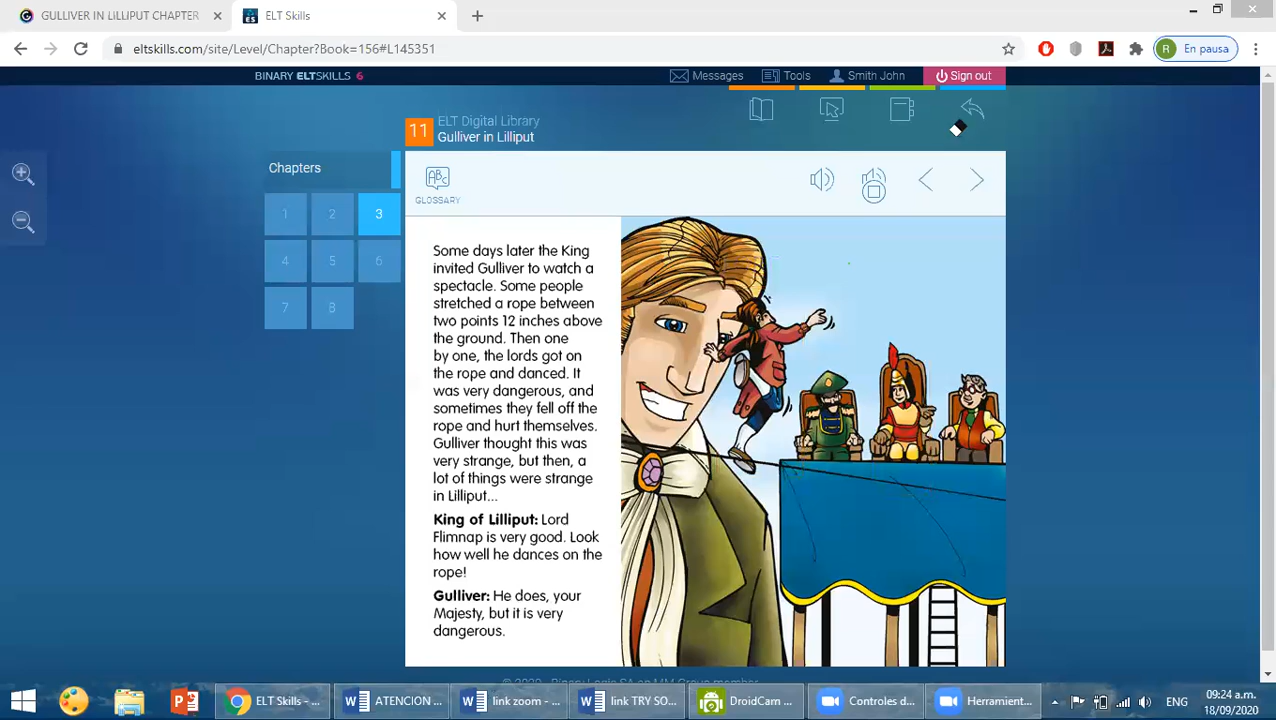 GULLIVER IN LILLIPUT CHAPTER
ELT Skills
eltskills.com/site/Level/Chapter?Book=156#L145351
R En pausa
BINARY ELTSKILLS 6
Messages
Tools
Smith John
Sign out
11
ELT Digital Library
Gulliver in Lilliput
Chapters
1 2 3
4 5 6
7 8
ABC
GLOSSARY
Some days later the King
invited Gulliver to watch a
spectacle. Some people
stretched a rope between
two points 12 inches above
the ground. Then one
by one, the lords got on
the rope and danced. It
was very dangerous, and
sometimes they fell off the
rope and hurt themselves.
Gulliver thought this was
very strange, but then, a
lot of things were strange
in Lilliput...
King of Lilliput: Lord
Flimnap is very good. Look
how well he dances on the
rope!
Gulliver: He does, your
Majesty, but it is very
dangerous.
ELT Skills - ...
ATENCION ...
link zoom - ...
link TRY SO...
DroidCam ...
Controles d...
Herramient...
ENG
09:24 a.m.
18/09/2020